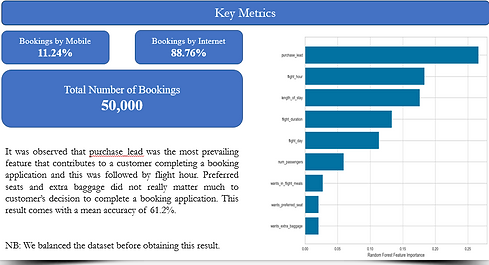 Key Metrics
Bookings by Mobile
11.24%
Bookings by Internet
88.76%
Total Number of Bookings
50,000
It was observed that purchase_lead was the most prevailing
feature that contributes to a customer completing a booking
application and this was followed by flight hour. Preferred
seats and extra baggage did not really matter much to
customer's decision to complete a booking application. This
result comes with a mean accuracy of 61.2%.
NB: We balanced the dataset before obtaining this result.
purchase_lead
flight_hour
length_of_stay
flight_duration
flight_day
num_passengers
wants_in_flight_meals
wants_preferred_seat
wants_extra_baggage
0.00 0.05 0.10 0.15 0.20 0.25
Random Forest Feature Importance